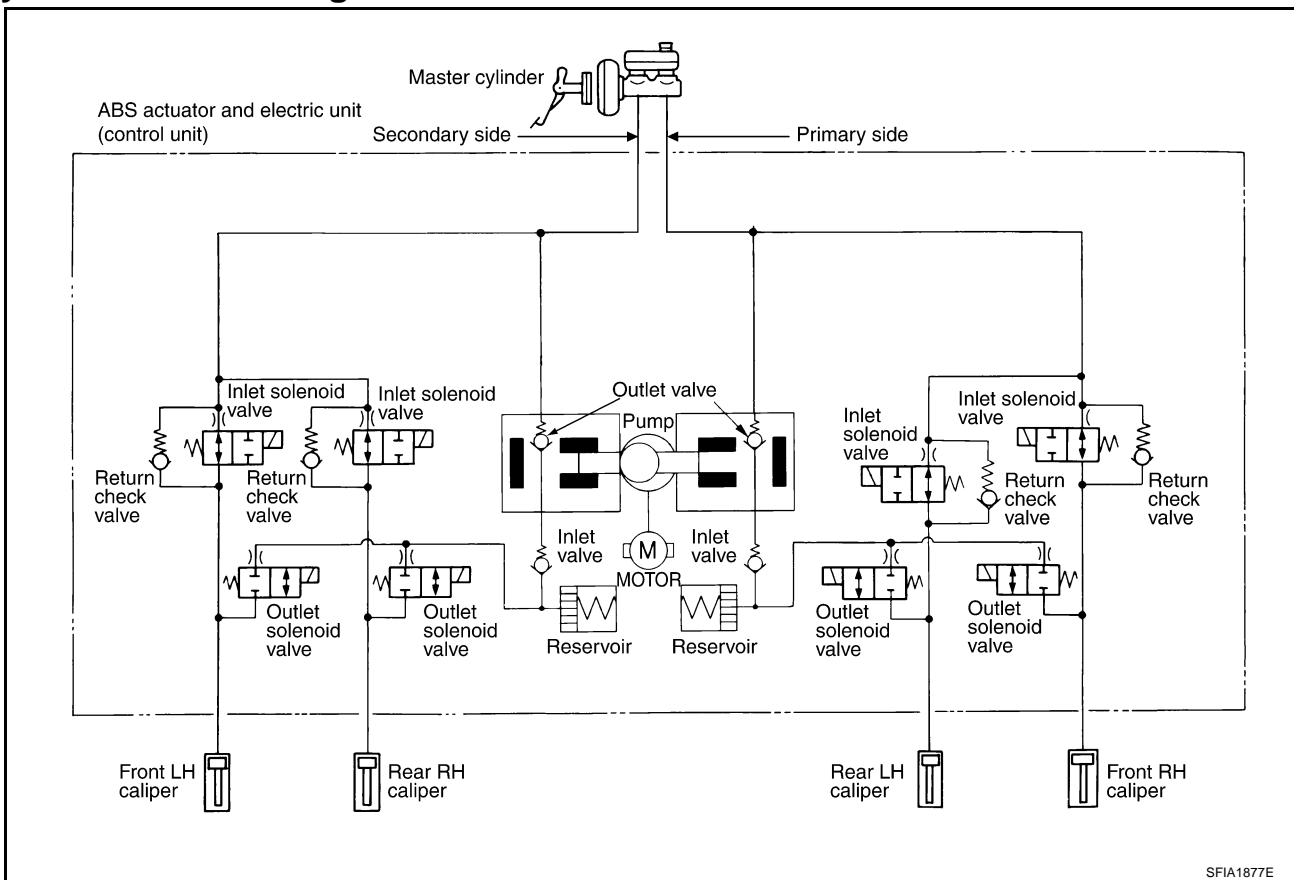 Master cylinder
ABS actuator and electric unit
(control unit)
Secondary side
Primary side
Inlet solenoid
valve
Inlet solenoid
valve
Outlet valve
Pump
Inlet
solenoid
valve
Inlet solenoid
valve
Return
check
valve
Return
check
valve
Return
check
valve
Return
check
valve
Inlet
valve
M
MOTOR
Inlet
valve
Outlet
solenoid
valve
Outlet
solenoid
valve
Reservoir
Reservoir
Outlet
solenoid
valve
Outlet
solenoid
valve
Front LH
caliper
Rear RH
caliper
Rear LH
caliper
Front RH
caliper
SFIA1877E